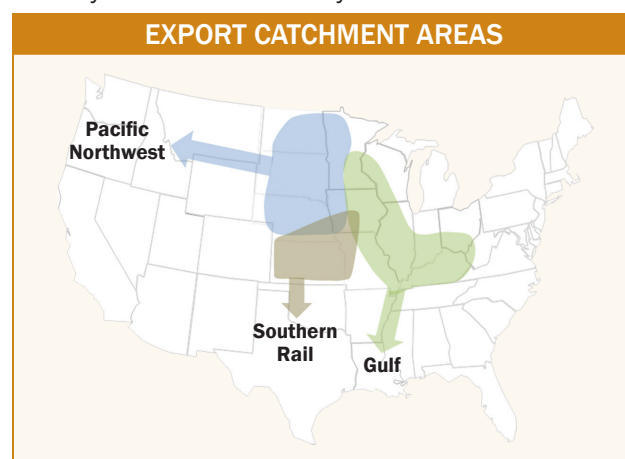 EXPORT CATCHMENT AREAS
Pacific
Northwest
Southern
Rail
Gulf